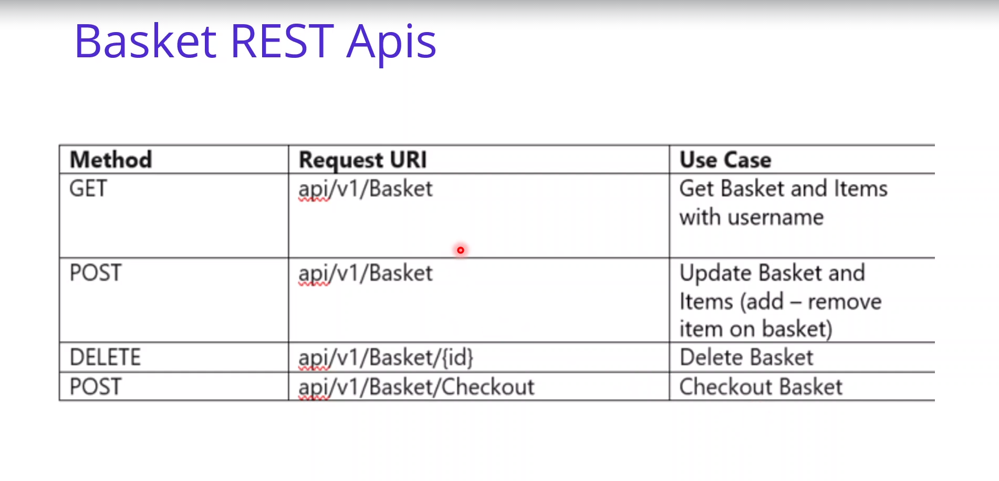 Basket REST Apis
Method Request URI Use Case
GET api/v1/Basket Get Basket and Items
with username
POST api/v1/Basket Update Basket and
Items (add – remove
item on basket)
DELETE api/v1/Basket/{id} Delete Basket
POST api/v1/Basket/Checkout Checkout Basket